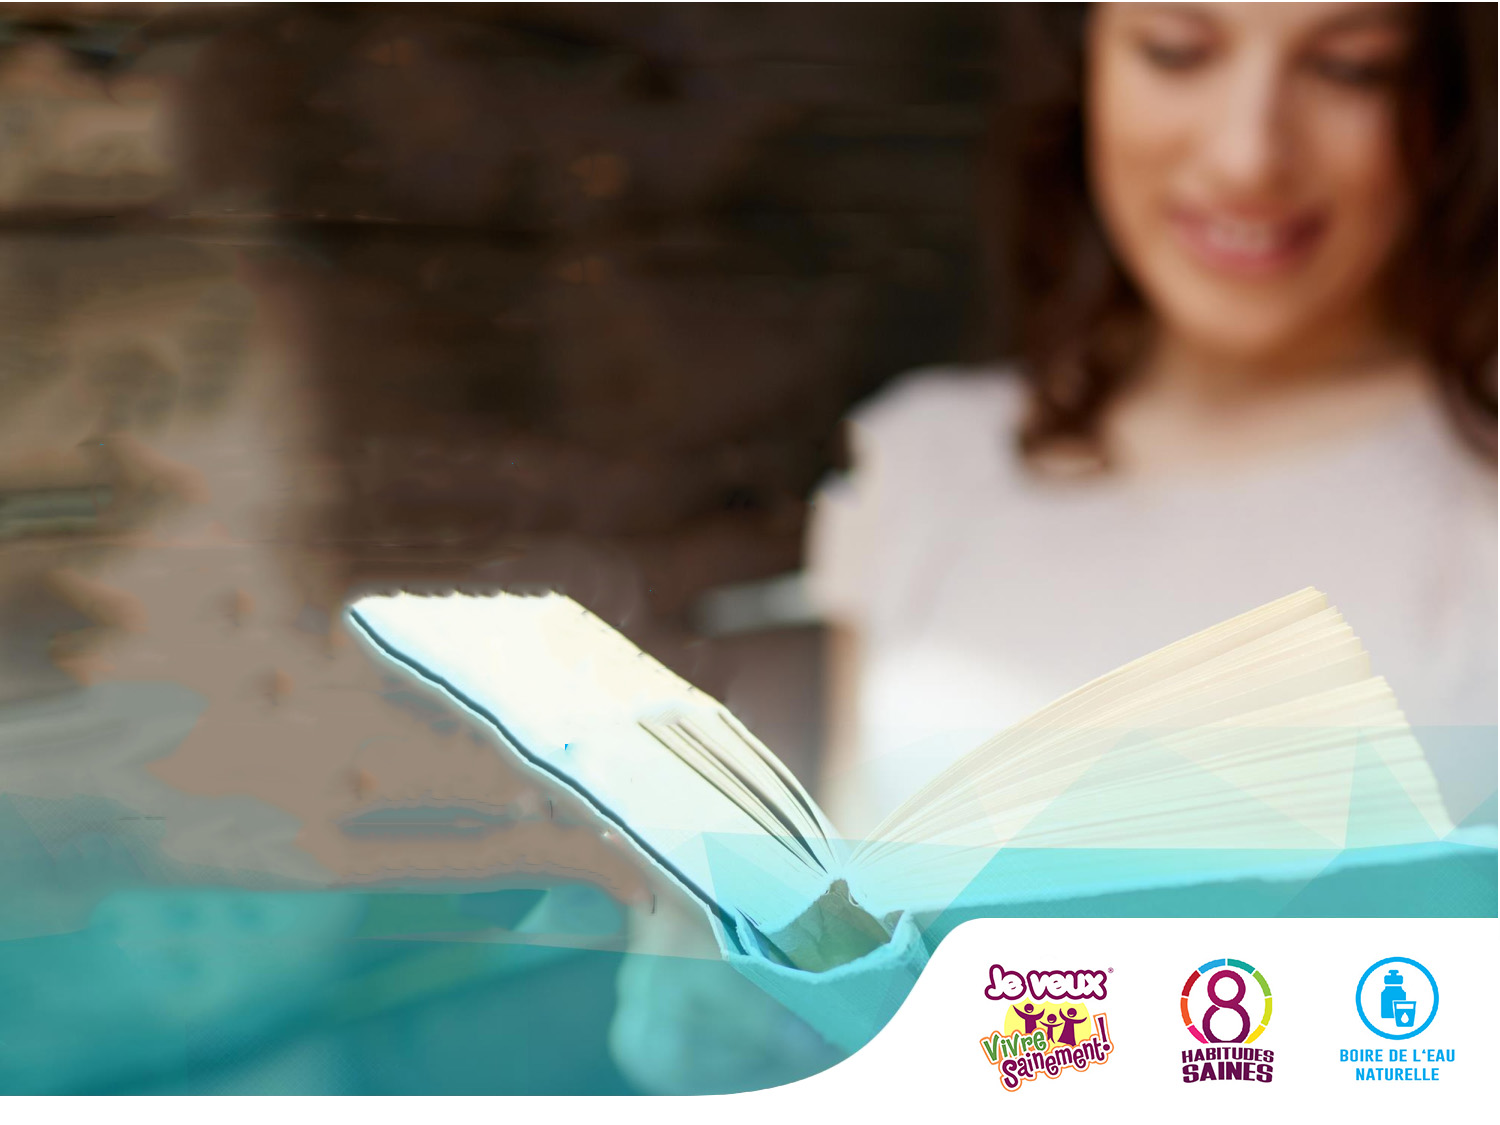 Je veux®
Vivre
Sainement!
8
HABITUDES
SAINES
BOIRE DE L'EAU
NATURELLE